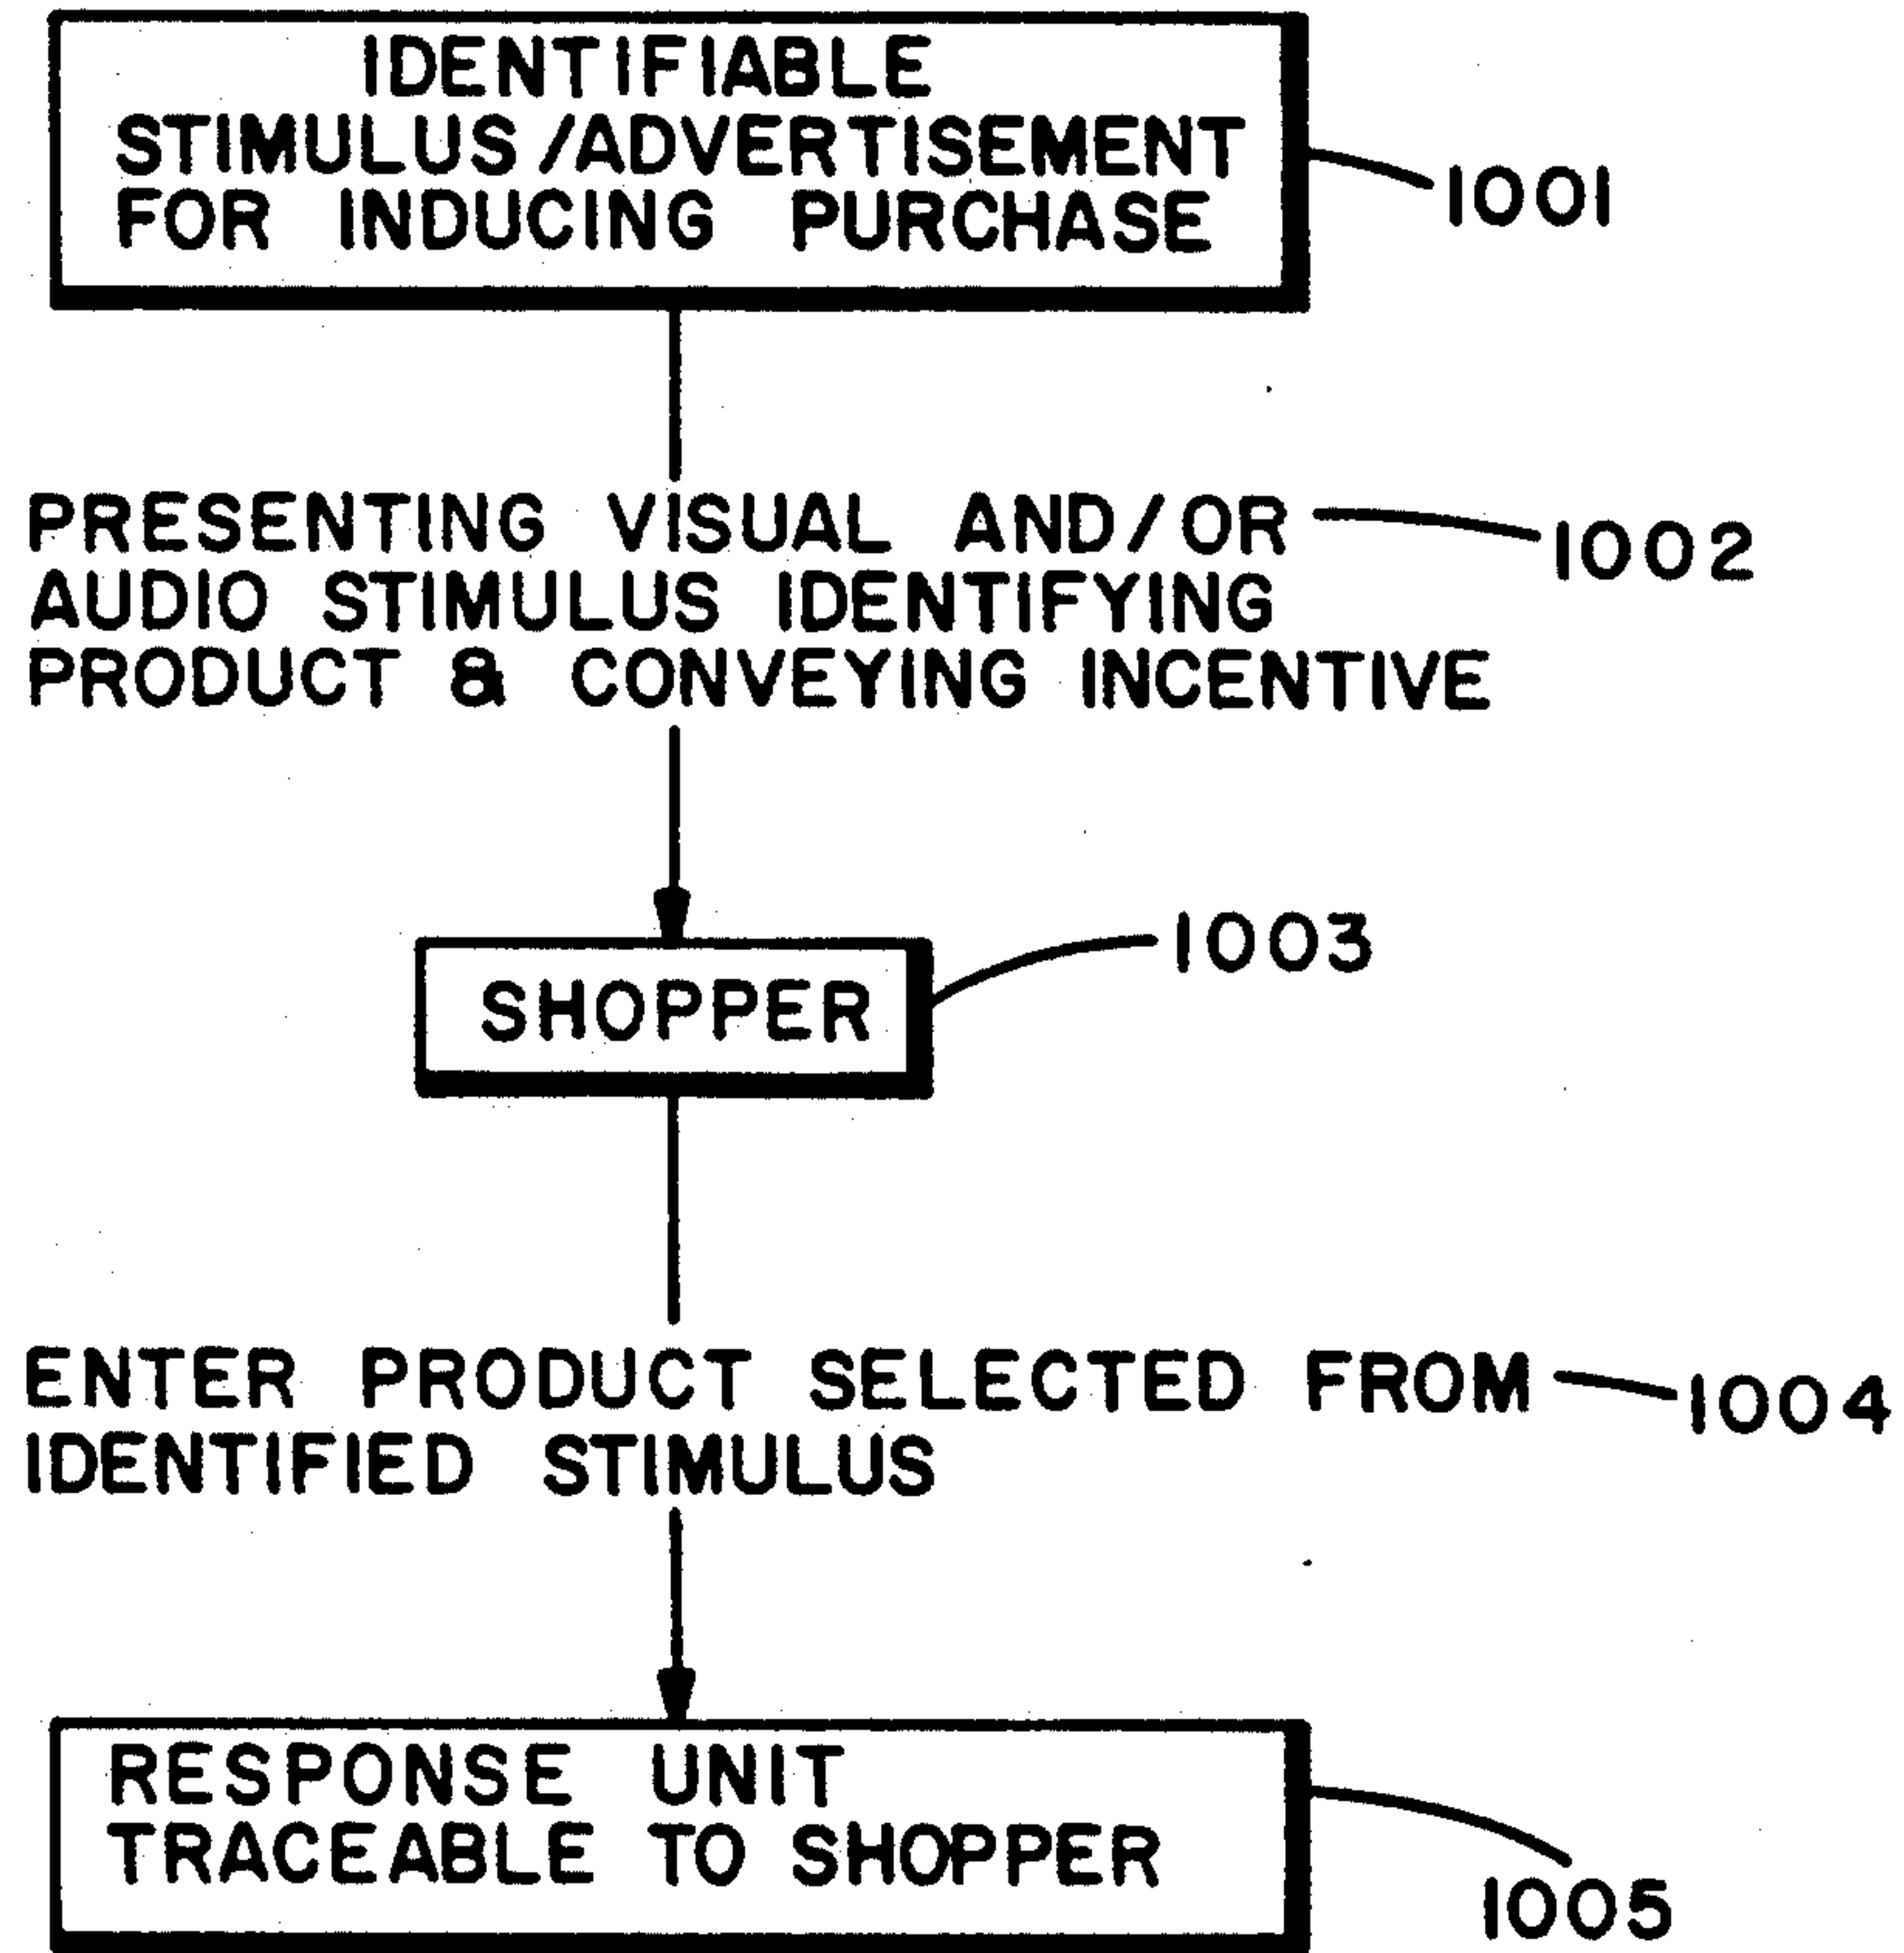 IDENTIFIABLE
STIMULUS/ADVERTISEMENT
FOR INDUCING PURCHASE
1001
PRESENTING VISUAL AND/OR
1002
AUDIO STIMULUS IDENTIFYING
PRODUCT & CONVEYING INCENTIVE
1003
SHOPPER
ENTER PRODUCT SELECTED FROM
1004
IDENTIFIED STIMULUS
RESPONSE UNIT
TRACEABLE TO SHOPPER
1005